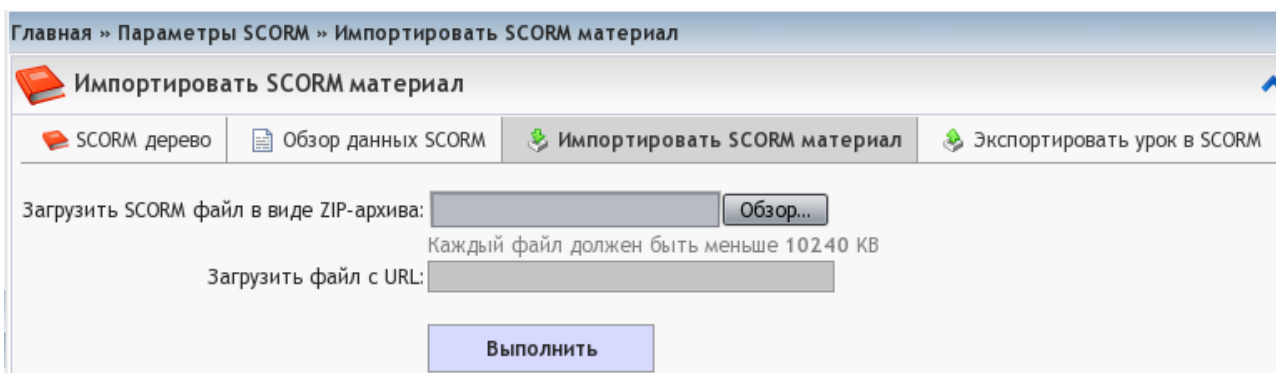 Главная » Параметры SCORM » Импортировать SCORM материал
Импортировать SCORM материал
SCORM дерево Обзор данных SCORM Импортировать SCORM материал Экспортировать урок в SCORM
Загрузить SCORM файл в виде ZIP-архива: Обзор...
Каждый файл должен быть меньше 10240 KB
Загрузить файл с URL:
Выполнить